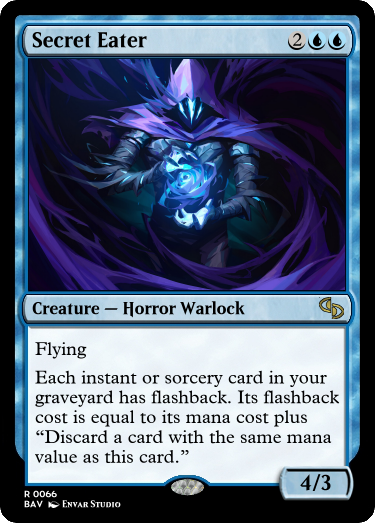 Secret Eater 2
Creature — Horror Warlock
Flying
Each instant or sorcery card in your
graveyard has flashback. Its flashback
cost is equal to its mana cost plus
“Discard a card with the same mana
value as this card.”
4/3
R 0066
BAV ENVAR STUDIO